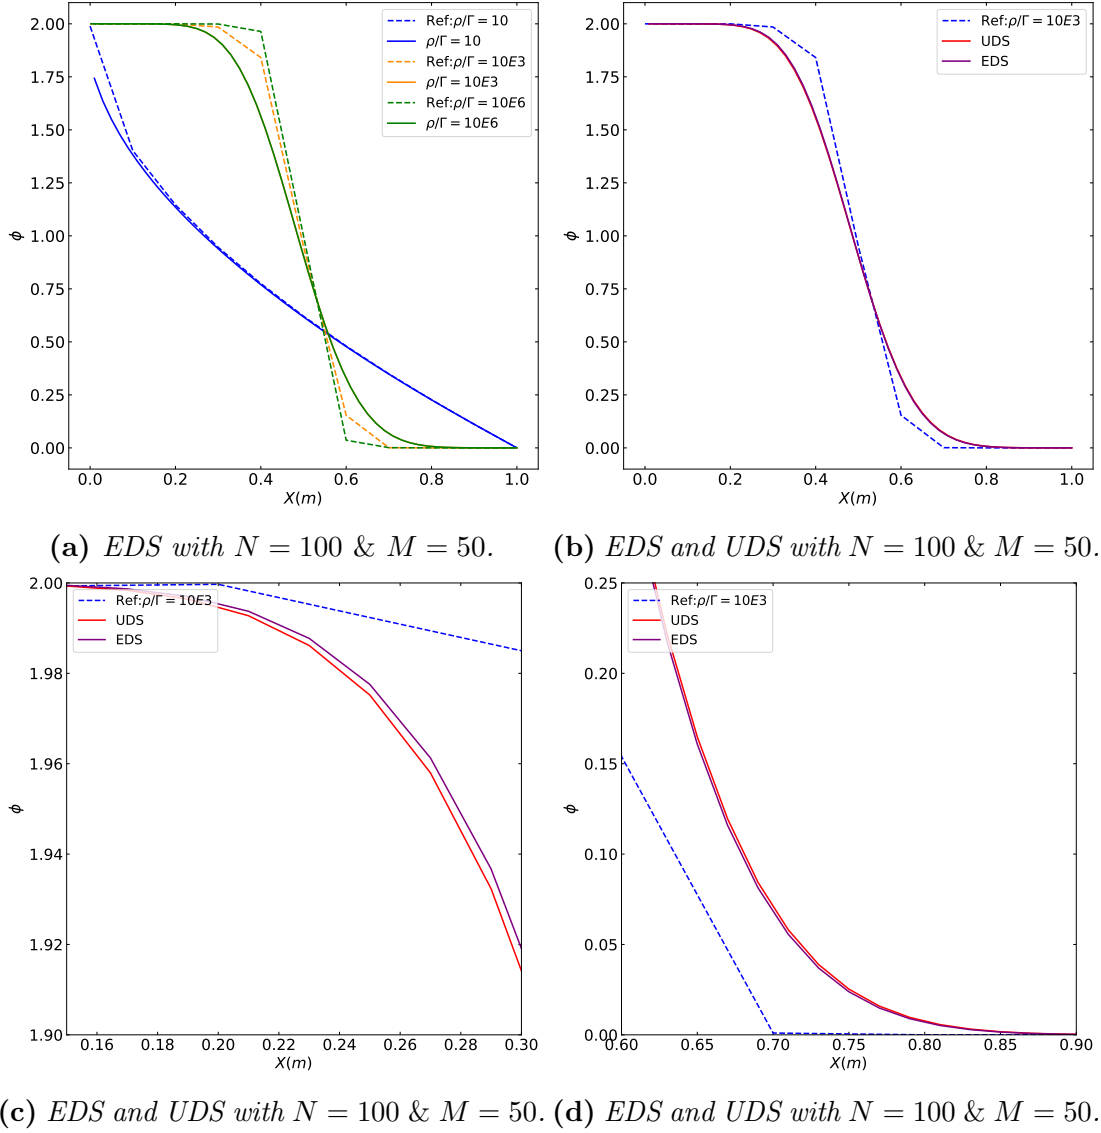 2.00
1.75
1.50
1.25
1.00
0.75
0.50
0.25
0.00
ϕ
0.0 0.2 0.4 0.6 0.8 1.0
X(m)
Ref:ρ/Γ = 10
ρ/Γ = 10
Ref:ρ/Γ = 10E3
ρ/Γ = 10E3
Ref:ρ/Γ = 10E6
ρ/Γ = 10E6
(a) EDS with N = 100 & M = 50.
2.00
1.75
1.50
1.25
1.00
0.75
0.50
0.25
0.00
ϕ
0.0 0.2 0.4 0.6 0.8 1.0
X(m)
Ref:ρ/Γ = 10E3
UDS
EDS
(b) EDS and UDS with N = 100 & M = 50.
2.00
1.98
1.96
1.94
1.92
1.90
ϕ
0.16 0.18 0.20 0.22 0.24 0.26 0.28 0.30
X(m)
Ref:ρ/Γ = 10E3
UDS
EDS
(c) EDS and UDS with N = 100 & M = 50.
0.25
0.20
0.15
0.10
0.05
0.00
ϕ
0.60 0.65 0.70 0.75 0.80 0.85 0.90
X(m)
Ref:ρ/Γ = 10E3
UDS
EDS
(d) EDS and UDS with N = 100 & M = 50.